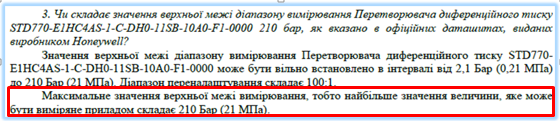 3. Чи складає значення верхньої межі діапазону вимірювання Перетворювача диференційного тиску
STD770-E1HC4AS-1-C-DH0-11SB-10A0-F1-0000 210 бар, як вказано в офіційних даташтах, виданих
виробником Honeywell?
Значення верхньої межі діапазону вимірювання Перетворювача диференційного тиску STD770-
E1HC4AS-1-C-DH0-11SB-10A0-F1-0000 може бути вільно встановлено в інтервалі від 2,1 Бар (0,21 МПа)
до 210 Бар (21 МПа). Діапазон переналаштування складає 100:1.
Максимальне значення верхньої межі вимірювання, тобто найбільше значення величини, яке може
бути виміряне приладом складає 210 Бар (21 МПа).